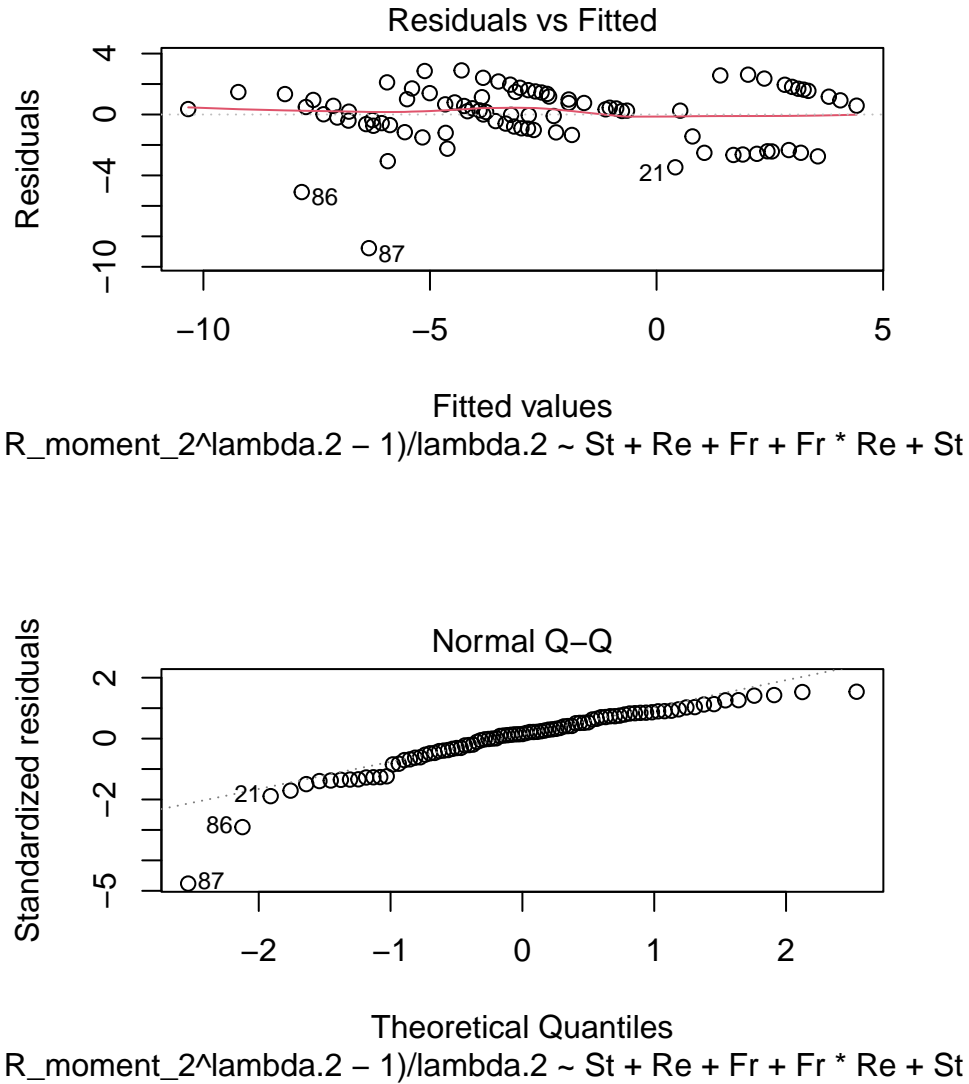 Residuals vs Fitted
Residuals
4
0
−4
−10
86
87
21
−10 −5 0 5
Fitted values
R_moment_2^lambda.2 − 1)/lambda.2 ~ St + Re + Fr + Fr * Re + St
Normal Q−Q
Standardized residuals
2
0
−2
−5
21
86
87
−2 −1 0 1 2
Theoretical Quantiles
R_moment_2^lambda.2 − 1)/lambda.2 ~ St + Re + Fr + Fr * Re + St